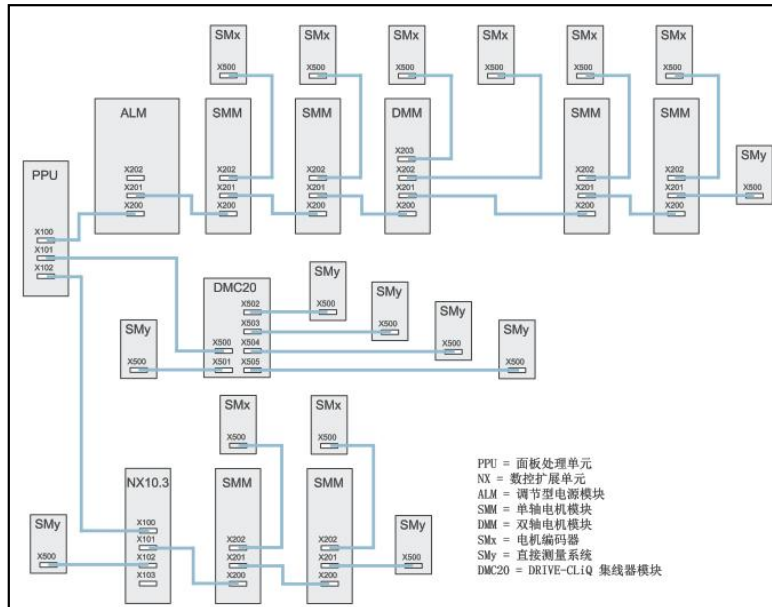 SMx SMx SMx SMx SMx SMx
X500 X500 X500 X500 X500 X500
ALM SMM SMM DMM SMM SMM
X203
SMy
PPU
X202 X202 X202 X202 X202 X202
X201 X201 X201 X201 X201 X201 X500
X200 X200 X200 X200 X200 X200
X100
X101
X102
DMC20
SMy
SMy
X502 X500
SMy
X503 X500
SMy SMy
X500 X504 X500
X500 X501 X505 X500
SMx SMx
X500 X500
NX10.3 SMM SMM
SMy SMy
X100
X101 X202 X202
X500 X102 X201 X201 X500
X103 X200 X200
PPU = 面板处理单元
NX = 数控扩展单元
ALM = 调节型电源模块
SMM = 单轴电机模块
DMM = 双轴电机模块
SMx = 电机编码器
SMy = 直接测量系统
DMC20 = DRIVE-CLiQ 集线器模块